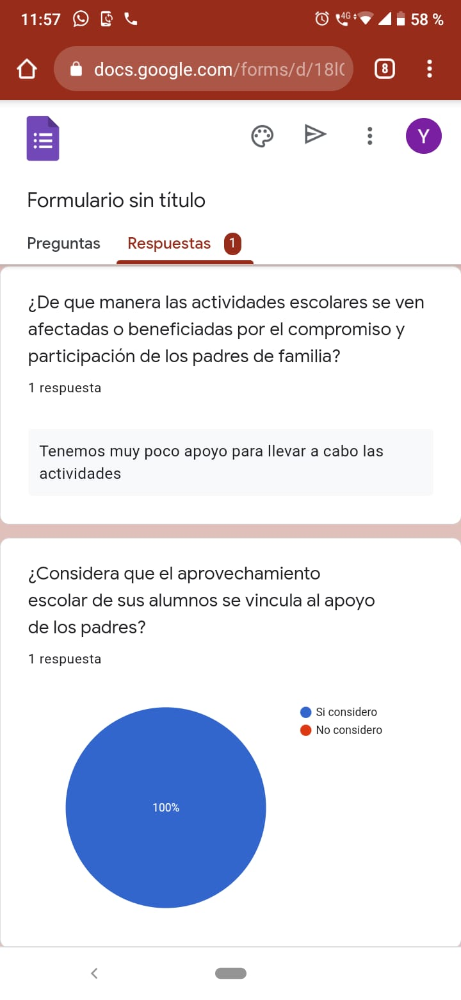 11:57
4G
58 %
docs.google.com/forms/d/18l
8
Y
Formulario sin título
Preguntas
Respuestas
1
¿De que manera las actividades escolares se ven
afectadas o beneficiadas por el compromiso y
participación de los padres de familia?
1 respuesta
Tenemos muy poco apoyo para llevar a cabo las
actividades
¿Considera que el aprovechamiento
escolar de sus alumnos se vincula al apoyo
de los padres?
1 respuesta
Si considero
No considero
100%